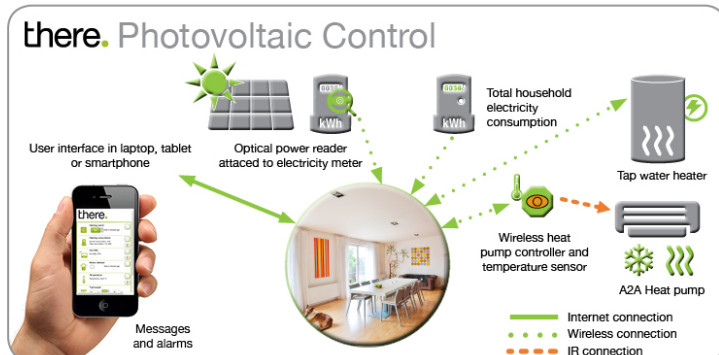 there. Photovoltaic Control
User interface in laptop, tablet
or smartphone
Optical power reader
attaced to electricity meter
kWh
kWh
Total household
electricity
consumption
Tap water heater
there.
Wireless heat
pump controller and
temperature sensor
A2A Heat pump
Messages
and alarms
Internet connection
Wireless connection
IR connection